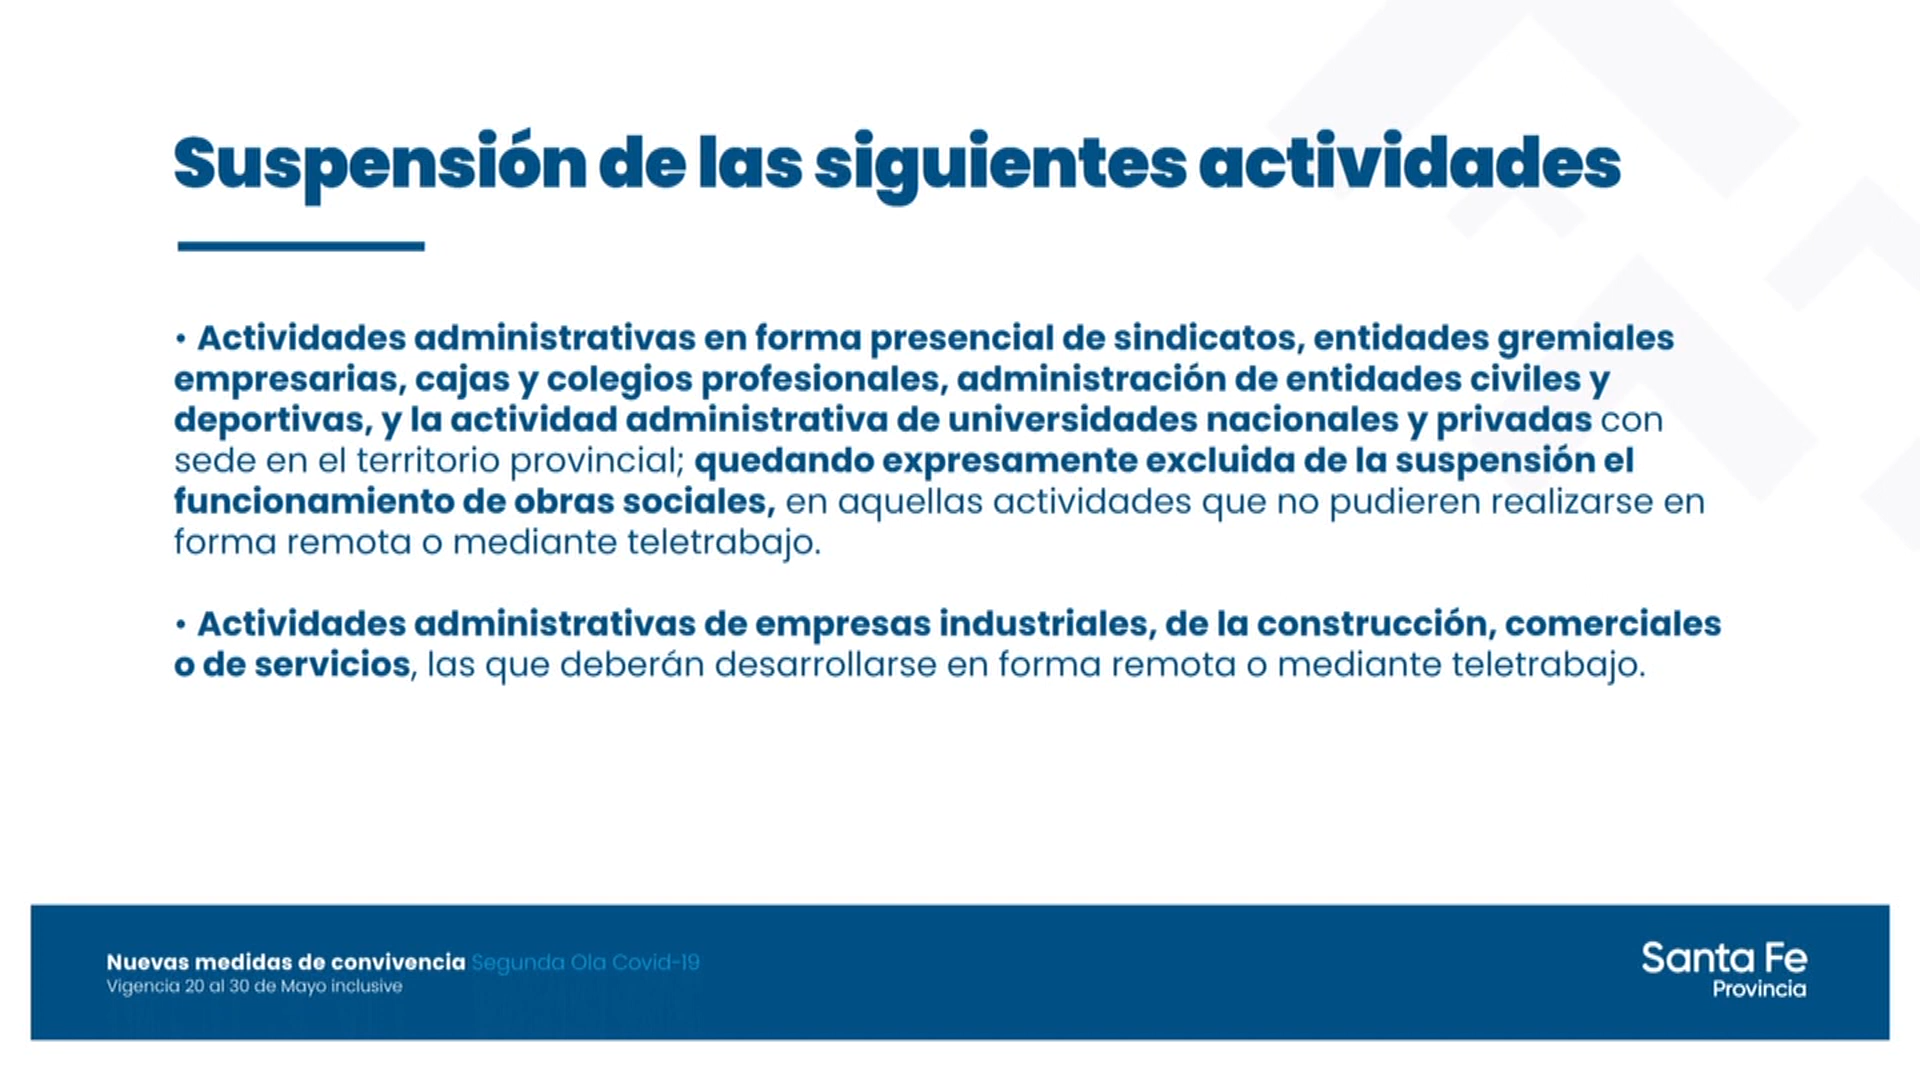 Suspensión de las siguientes actividades
• Actividades administrativas en forma presencial de sindicatos, entidades gremiales
empresarias, cajas y colegios profesionales, administración de entidades civiles y
deportivas, y la actividad administrativa de universidades nacionales y privadas con
sede en el territorio provincial; quedando expresamente excluida de la suspensión el
funcionamiento de obras sociales, en aquellas actividades que no pudieren realizarse en
forma remota o mediante teletrabajo.
• Actividades administrativas de empresas industriales, de la construcción, comerciales
o de servicios, las que deberán desarrollarse en forma remota o mediante teletrabajo.
Nuevas medidas de convivencia Segunda Ola Covid-19
Vigencia 20 al 30 de Mayo inclusive
Santa Fe
Provincia